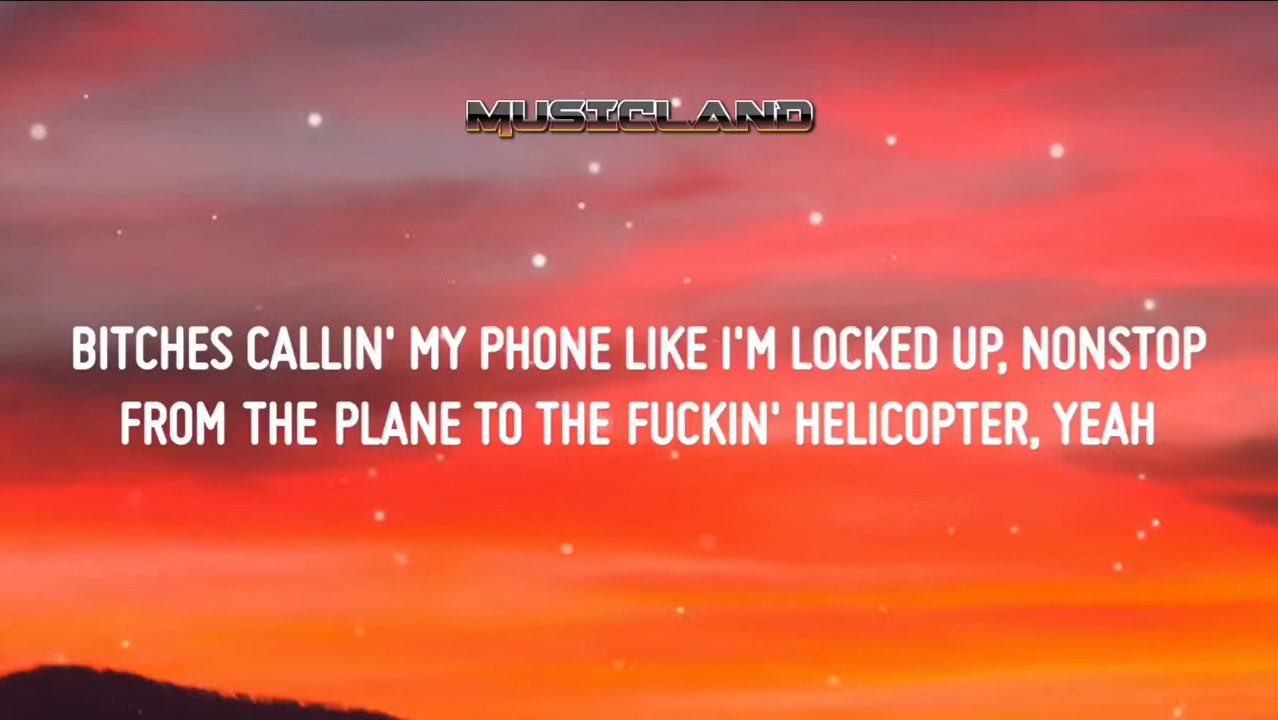 MUSICLAND
BITCHES CALLIN' MY PHONE LIKE I'M LOCKED UP, NONSTOP
FROM THE PLANE TO THE FUCKIN' HELICOPTER, YEAH